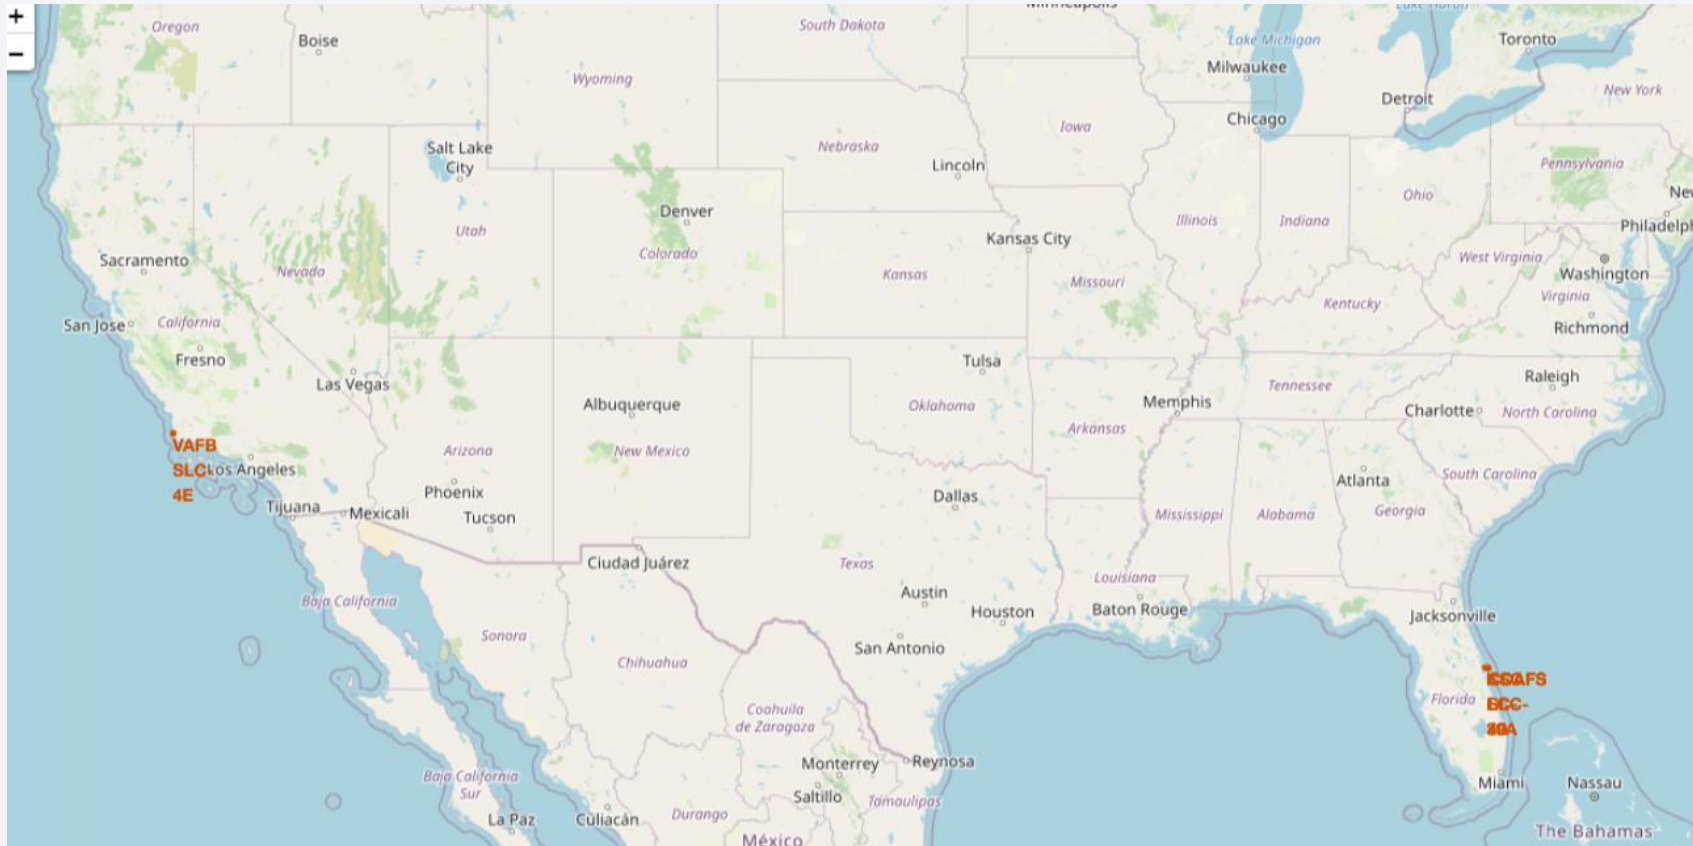 +
−
Oregon
Boise
South Dakota
Minneapolis
Lake Huron
Lake Michigan
Toronto
Milwaukee
Wyoming
Detroit
New York
Chicago
Iowa
Salt Lake
City
Nebraska
Lincoln
Pennsylvania
Ohio
Denver
Illinois
Indiana
Philadelph
Utah
Kansas City
Sacramento
Colorado
Nevada
Kansas
Missouri
West Virginia
Washington
Virginia
Kentucky
San Jose
California
Richmond
Fresno
Las Vegas
Tulsa
Tennessee
Raleigh
Albuquerque
Oklahoma
Memphis
Charlotte
North Carolina
Arkansas
VAFB
SLC-
4E
Los Angeles
Arizona
New Mexico
South Carolina
Atlanta
Phoenix
Dallas
Tijuana
Mexicali
Tucson
Mississippi
Alabama
Georgia
Ciudad Juárez
Texas
Louisiana
Baja California
Austin
Houston
Baton Rouge
Jacksonville
Sonora
San Antonio
Chihuahua
Florida
Coahuila
de Zaragoza
Monterrey
Reynosa
Baja California
Sur
Saltillo
Tamaulipas
Miami
Nassau
La Paz
Culiacán
Durango
México
The Bahamas